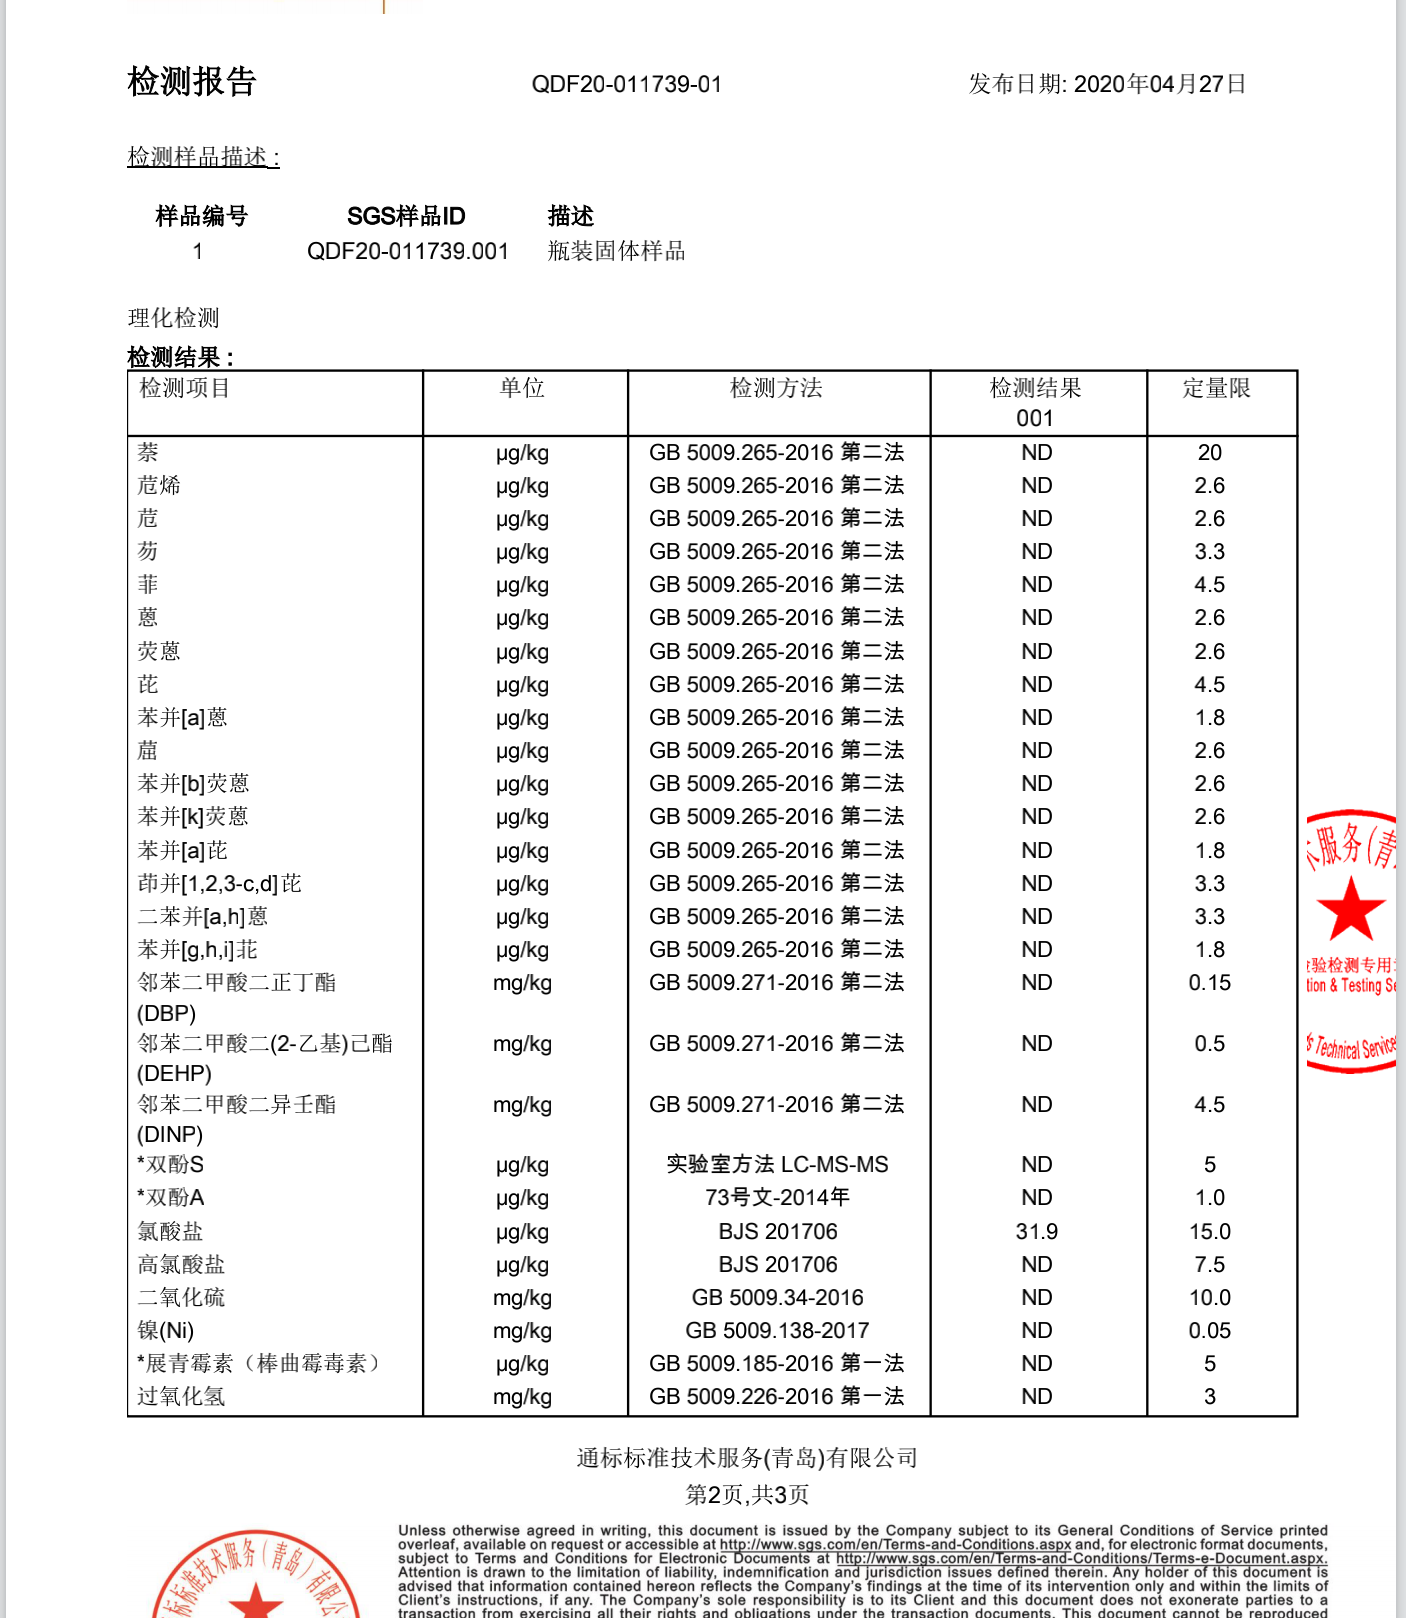 检测报告 QDF20-011739-01 发布日期: 2020年04月27日
检测样品描述 :
样品编号 SGS样品ID 描述
1 QDF20-011739.001 瓶装固体样品
理化检测
检测结果 :
检测项目 单位 检测方法 检测结果 定量限
001
萘 μg/kg GB 5009.265-2016 第二法 ND 20
苊烯 μg/kg GB 5009.265-2016 第二法 ND 2.6
苊 μg/kg GB 5009.265-2016 第二法 ND 2.6
芴 μg/kg GB 5009.265-2016 第二法 ND 3.3
菲 μg/kg GB 5009.265-2016 第二法 ND 4.5
蒽 μg/kg GB 5009.265-2016 第二法 ND 2.6
荧蒽 μg/kg GB 5009.265-2016 第二法 ND 2.6
芘 μg/kg GB 5009.265-2016 第二法 ND 4.5
苯并[a]蒽 μg/kg GB 5009.265-2016 第二法 ND 1.8
䓛 μg/kg GB 5009.265-2016 第二法 ND 2.6
苯并[b]荧蒽 μg/kg GB 5009.265-2016 第二法 ND 2.6
苯并[k]荧蒽 μg/kg GB 5009.265-2016 第二法 ND 2.6
苯并[a]芘 μg/kg GB 5009.265-2016 第二法 ND 1.8
茚并[1,2,3-c,d]芘 μg/kg GB 5009.265-2016 第二法 ND 3.3
二苯并[a,h]蒽 μg/kg GB 5009.265-2016 第二法 ND 3.3
苯并[g,h,i]苝 μg/kg GB 5009.265-2016 第二法 ND 1.8
邻苯二甲酸二正丁酯 mg/kg GB 5009.271-2016 第二法 ND 0.15
(DBP)
邻苯二甲酸二(2-乙基)己酯 mg/kg GB 5009.271-2016 第二法 ND 0.5
(DEHP)
邻苯二甲酸二异壬酯 mg/kg GB 5009.271-2016 第二法 ND 4.5
(DINP)
*双酚S μg/kg 实验室方法 LC-MS-MS ND 5
*双酚A μg/kg 73号文-2014年 ND 1.0
氯酸盐 μg/kg BJS 201706 31.9 15.0
高氯酸盐 μg/kg BJS 201706 ND 7.5
二氧化硫 mg/kg GB 5009.34-2016 ND 10.0
镍(Ni) mg/kg GB 5009.138-2017 ND 0.05
*展青霉素（棒曲霉毒素） μg/kg GB 5009.185-2016 第一法 ND 5
过氧化氢 mg/kg GB 5009.226-2016 第一法 ND 3
术服务(青
验检测专用
tion & Testing Se
Technical Service
通标标准技术服务(青岛)有限公司
第2页,共3页
标标准技术服务(青岛)有限公
Unless otherwise agreed in writing, this document is issued by the Company subject to its General Conditions of Service printed
overleaf, available on request or accessible at http://www.sgs.com/en/Terms-and-Conditions.aspx and, for electronic format documents,
subject to Terms and Conditions for Electronic Documents at http://www.sgs.com/en/Terms-and-Conditions/Terms-e-Document.aspx.
Attention is drawn to the limitation of liability, indemnification and jurisdiction issues defined therein. Any holder of this document is
advised that information contained hereon reflects the Company's findings at the time of its intervention only and within the limits of
Client's instructions, if any. The Company's sole responsibility is to its Client and this document does not exonerate parties to a
transaction from exercising all their rights and obligations under the transaction documents. This document cannot be reproduced